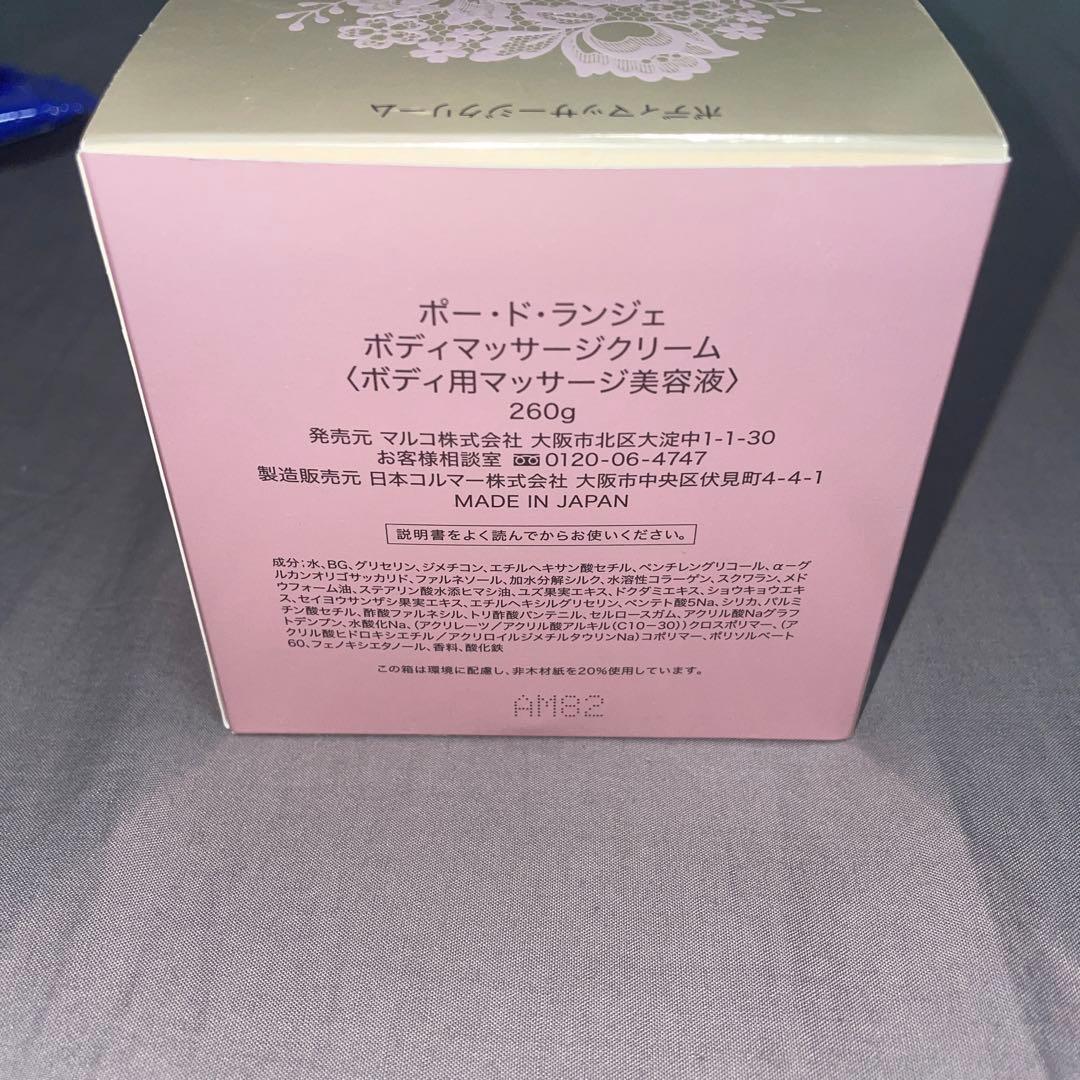 ボディマッサージクリーム
ポー・ド・ランジェ
ボディマッサージクリーム
〈ボディ用マッサージ美容液〉
260g
発売元 マルコ株式会社 大阪市北区大淀中1-1-30
お客様相談室 0120-06-4747
製造販売元 日本コルマー株式会社 大阪市中央区伏見町4-4-1
MADE IN JAPAN
説明書をよく読んでからお使いください。
成分；水、BG、グリセリン、ジメチコン、エチルヘキサン酸セチル、ペンチレングリコール、α-グ
ルカンオリゴサッカリド、ファルネソール、加水分解シルク、水溶性コラーゲン、スクワラン、メド
ウフォーム油、ステアリン酸水添ヒマシ油、ユズ果実エキス、ドクダミエキス、ショウキョウエキ
ス、セイヨウサンザシ果実エキス、エチルヘキシルグリセリン、ペンテト酸5Na、シリカ、パルミ
チン酸セチル、酢酸ファルネシル、トリ酢酸パンテニル、セルロースガム、アクリル酸Naグラフ
トデンプン、水酸化Na、(アクリレーツ／アクリル酸アルキル(C10-30))クロスポリマー、(ア
クリル酸ヒドロキシエチル／アクリロイルジメチルタウリンNa)コポリマー、ポリソルベート
60、フェノキシエタノール、香料、酸化鉄
この箱は環境に配慮し、非木材紙を20%使用しています。
AM82